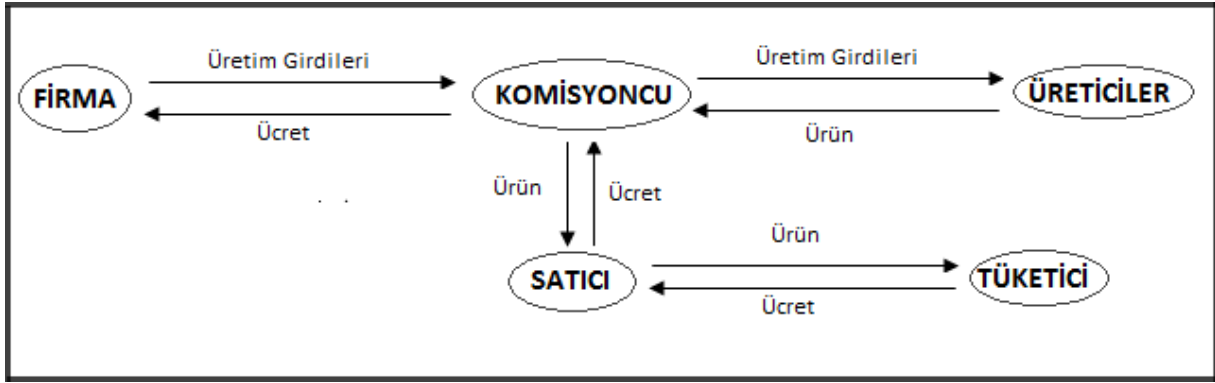 Üretim Girdileri
Üretim Girdileri
FİRMA
KOMİSYONCU
ÜRETİCİLER
Ücret
Ürün
Ürün
Ücret
Ürün
SATICI
TÜKETİCİ
Ücret